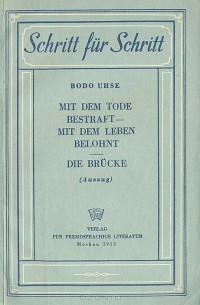 Schritt für Schritt
BODO UHSE
MIT DEM TODE
BESTRAFT—
MIT DEM LEBEN
BELOHNT
DIE BRÜCKE
(Auszug)
VERLAG
FÜR FREMDSPRACHIGE LITERATUR
Moskau